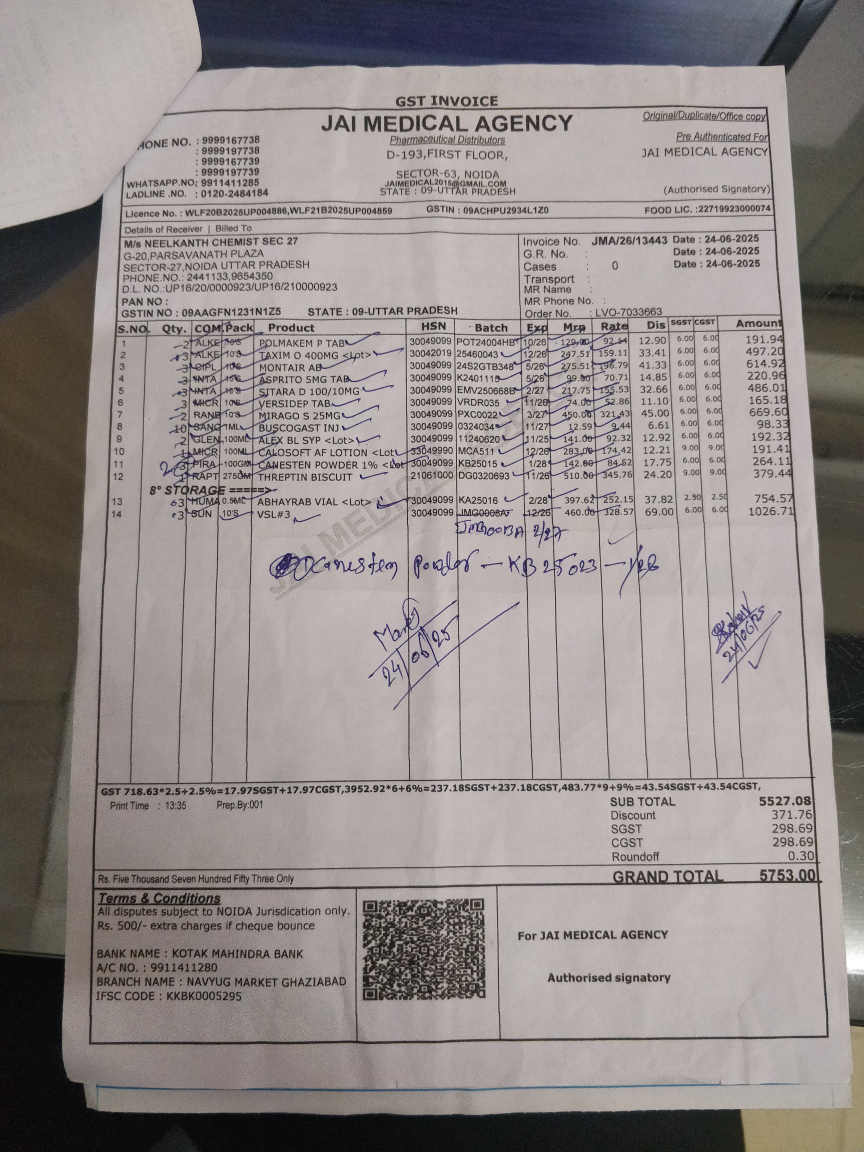 GST INVOICE
JAI MEDICAL AGENCY
Pharmaceutical Distributors
D-193,FIRST FLOOR,
SECTOR-63, NOIDA
JAIMEDICAL2015@GMAIL.COM
STATE : 09-UTTAR PRADESH
HONE NO. : 9999167738
: 9999197738
: 9999167739
: 9999197739
WHATSAPP.NO: 9911411285
LADLINE .NO. : 0120-2484184
Original/Duplicate/Office copy
Pre Authenticated For
JAI MEDICAL AGENCY
(Authorised Signatory)
Licence No. : WLF20B2025UP004886,WLF21B2025UP004859 GSTIN : 09ACHPU2934L1Z0 FOOD LIC. :22719923000074
Details of Receiver | Billed To
M/s NEELKANTH CHEMIST SEC 27
G-20,PARSAVANATH PLAZA
SECTOR-27,NOIDA UTTAR PRADESH
PHONE.NO : 2441133,9654350
D.L.NO.:UP16/20/0000923/UP16/210000923
PAN NO :
GSTIN NO : 09AAGFN1231N1Z5 STATE : 09-UTTAR PRADESH
Invoice No. JMA/26/13443 Date : 24-06-2025
G.R. No. : Date : 24-06-2025
Cases : 0 Date : 24-06-2025
Transport :
MR Name :
MR Phone No. :
Order No. : LVO-7033663
S.NO. Qty. COM Pack Product HSN Batch Exp Mrp Rate Dis SGST CGST Amount
1 2 ALKE 10'S POLMAKEM P TAB 30049099 POT24004HB 10/26 129.00 92.14 12.90 6.00 6.00 191.94
2 3 ALKE 10'S TAXIM O 400MG <Lot> 30042019 25460043 12/26 247.51 159.11 33.41 6.00 6.00 497.20
3 3 CIPL 10'S MONTAIR AB 30049099 24S2GTB348 5/26 275.51 196.79 41.33 6.00 6.00 614.92
4 3 INTA 15'S ASPRITO 5MG TAB 30049099 K2401115 5/26 99.00 70.71 14.85 6.00 6.00 220.96
5 3 INTA 10'S SITARA D 100/10MG 30049099 EMV250668B 2/27 217.75 155.53 32.66 6.00 6.00 486.01
6 3 MICR 10'S VERSIDEP TAB 30049099 VRDR035 11/26 74.00 52.86 11.10 6.00 6.00 165.18
7 2 RANB 10'S MIRAGO S 25MG 30049099 PXC0022 3/27 450.00 321.43 45.00 6.00 6.00 669.60
8 10 SANO 1ML BUSCOGAST INJ 30049099 0324034 11/27 12.59 9.44 6.61 6.00 6.00 98.33
9 2 GLEN 100ML ALEX BL SYP <Lot> 30049099 11240620 11/25 141.00 92.32 12.92 6.00 6.00 192.32
10 1 MICR 100ML CALOSOFT AF LOTION <Lot 33049990 MCA511 12/26 283.00 174.42 12.21 9.00 9.00 191.41
11 3 PIRA 100GM CANESTEN POWDER 1% <Lot 30049099 KB25015 1/28 142.00 84.52 17.75 6.00 6.00 264.11
12 1 RAPT 275GM THREPTIN BISCUIT 21061000 DG0320693 11/26 510.00 345.76 24.20 9.00 9.00 379.44
8° STORAGE =====>
13 3 HUMA 0.5ML ABHAYRAB VIAL <Lot> 30049099 KA25016 2/28 397.62 252.15 37.82 2.50 2.50 754.57
14 3 SUN 10'S VSL#3 30049099 JMG0008A 12/26 460.00 328.57 69.00 6.00 6.00 1026.71
2/27
Canesten powder — KB25023 — 1/28
24/06/25
24/06/25
GST 718.63*2.5+2.5%=17.97SGST+17.97CGST,3952.92*6+6%=237.18SGST+237.18CGST,483.77*9+9%=43.54SGST+43.54CGST,
Print Time : 13:35 Prep.By:001
SUB TOTAL 5527.08
Discount 371.76
SGST 298.69
CGST 298.69
Roundoff 0.30
Rs. Five Thousand Seven Hundred Fifty Three Only
GRAND TOTAL 5753.00
Terms & Conditions
All disputes subject to NOIDA Jurisdication only.
Rs. 500/- extra charges if cheque bounce
BANK NAME : KOTAK MAHINDRA BANK
A/C NO. : 9911411280
BRANCH NAME : NAVYUG MARKET GHAZIABAD
IFSC CODE : KKBK0005295
For JAI MEDICAL AGENCY
Authorised signatory